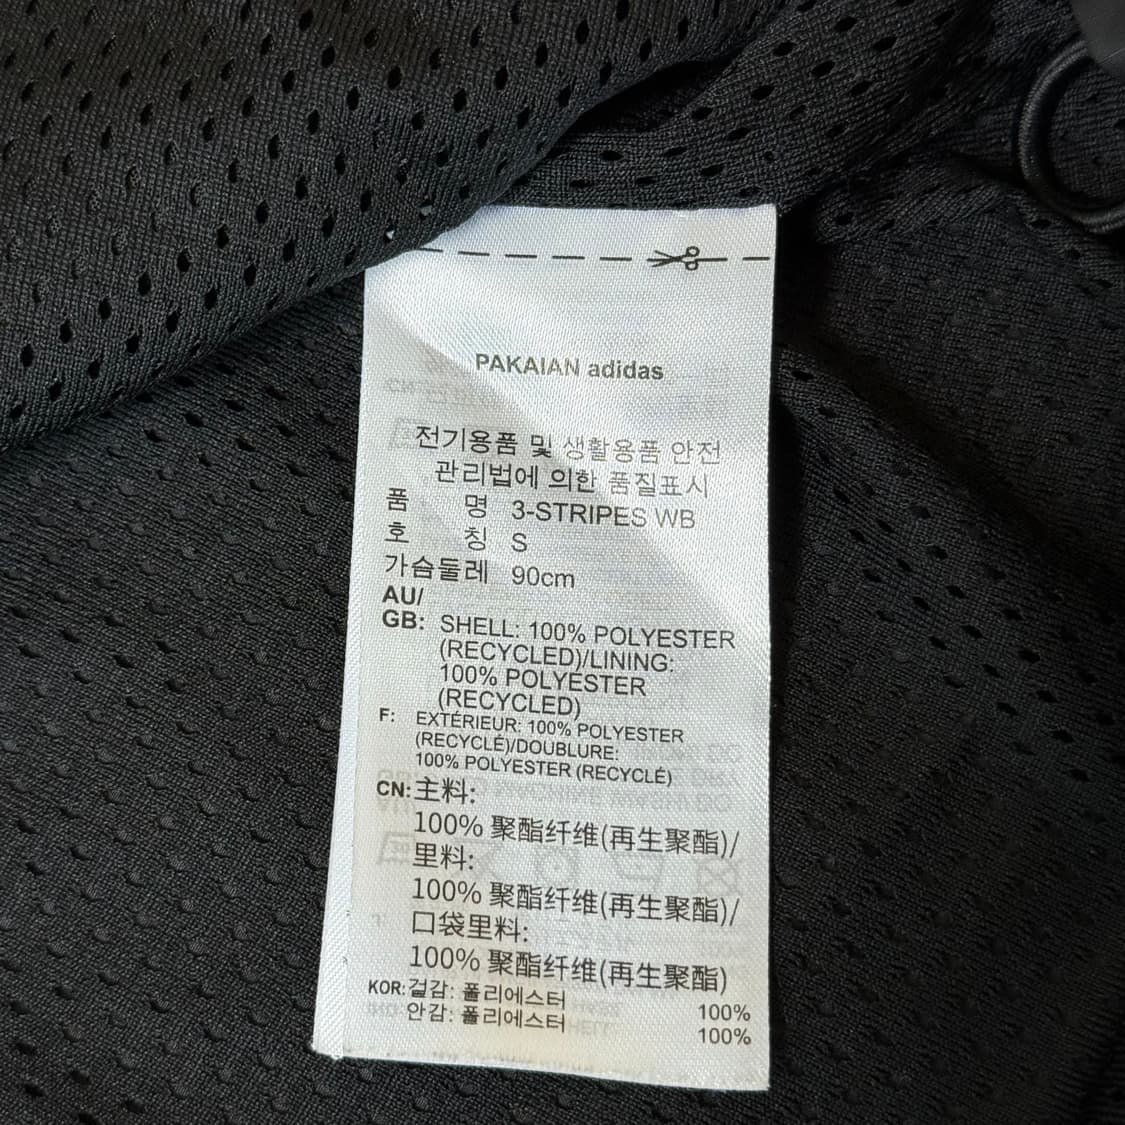 PAKAIAN adidas
전기용품 및 생활용품 안전
관리법에 의한 품질표시
품 명 3-STRIPES WB
호 칭 S
가슴둘레 90cm
AU/
GB: SHELL: 100% POLYESTER
(RECYCLED)/LINING:
100% POLYESTER
(RECYCLED)
F: EXTÉRIEUR: 100% POLYESTER
(RECYCLÉ)/DOUBLURE:
100% POLYESTER (RECYCLÉ)
CN: 主料:
100% 聚酯纤维(再生聚酯)/
里料:
100% 聚酯纤维(再生聚酯)/
口袋里料:
100% 聚酯纤维(再生聚酯)
KOR: 겉감: 폴리에스터 100%
안감: 폴리에스터 100%